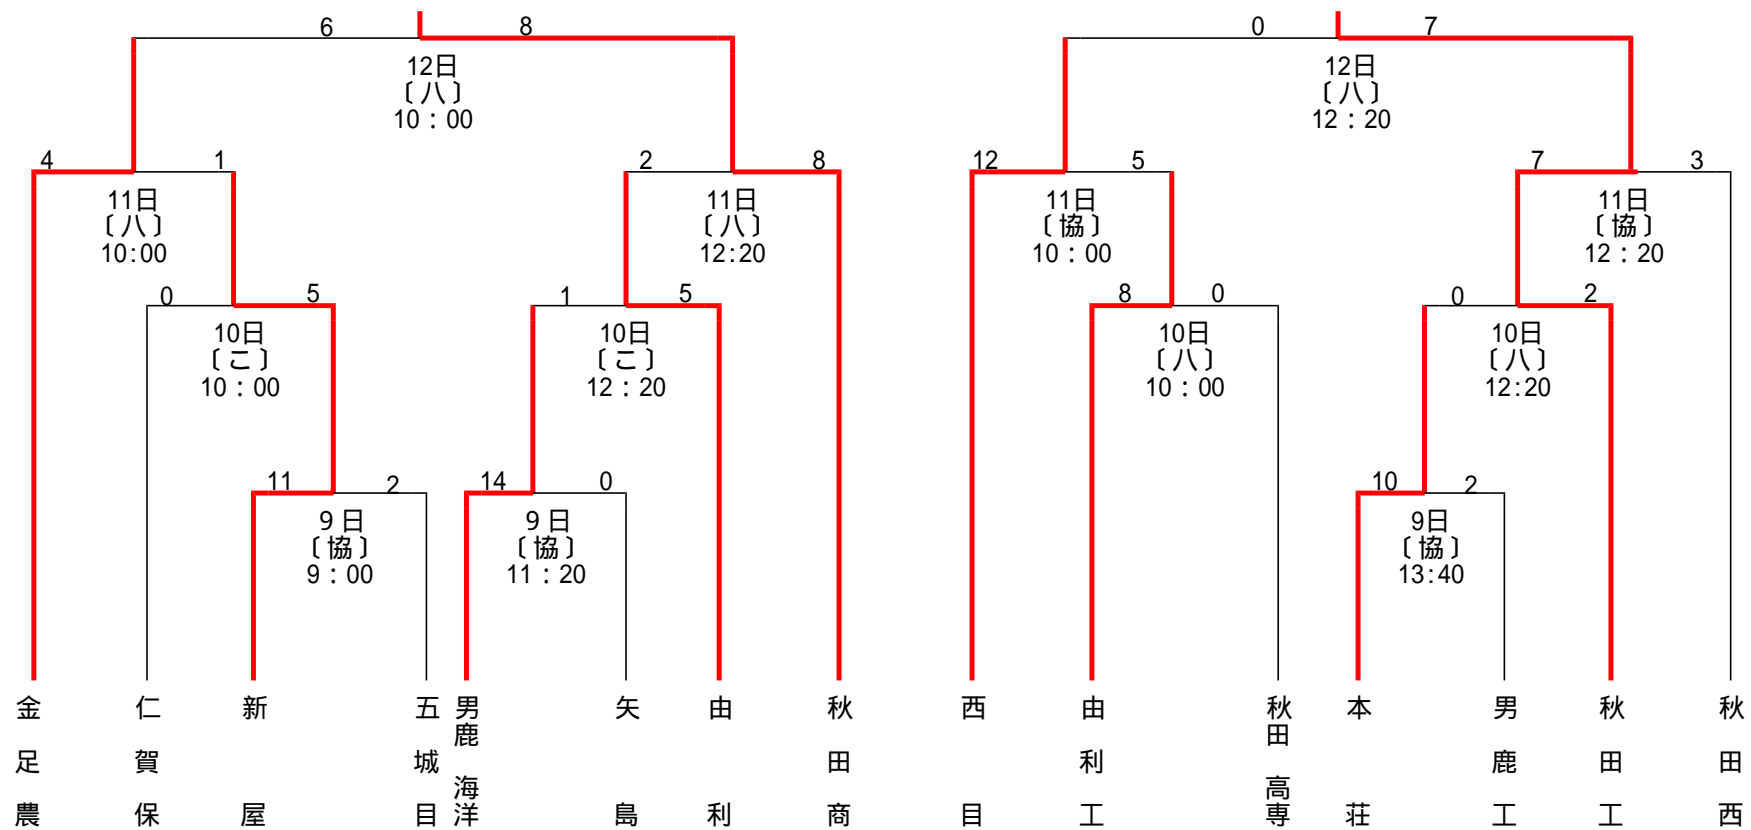 6 8 0 7
12日
〔八〕
10：00
12日
〔八〕
12：20
4 1 2 8 12 5 7 3
11日
〔八〕
10:00
11日
〔八〕
12:20
11日
〔協〕
10：00
11日
〔協〕
12：20
0 5 1 5 8 0 0 2
10日
〔こ〕
10：00
10日
〔こ〕
12：20
10日
〔八〕
10：00
10日
〔八〕
12:20
11 2 14 0 10 2
9日
〔協〕
9：00
9日
〔協〕
11：20
9日
〔協〕
13:40
金足農
仁賀保
新屋
五城目
男鹿海洋
矢島
由利
秋田商
西目
由利工
秋田高専
本荘
男鹿工
秋田工
秋田西